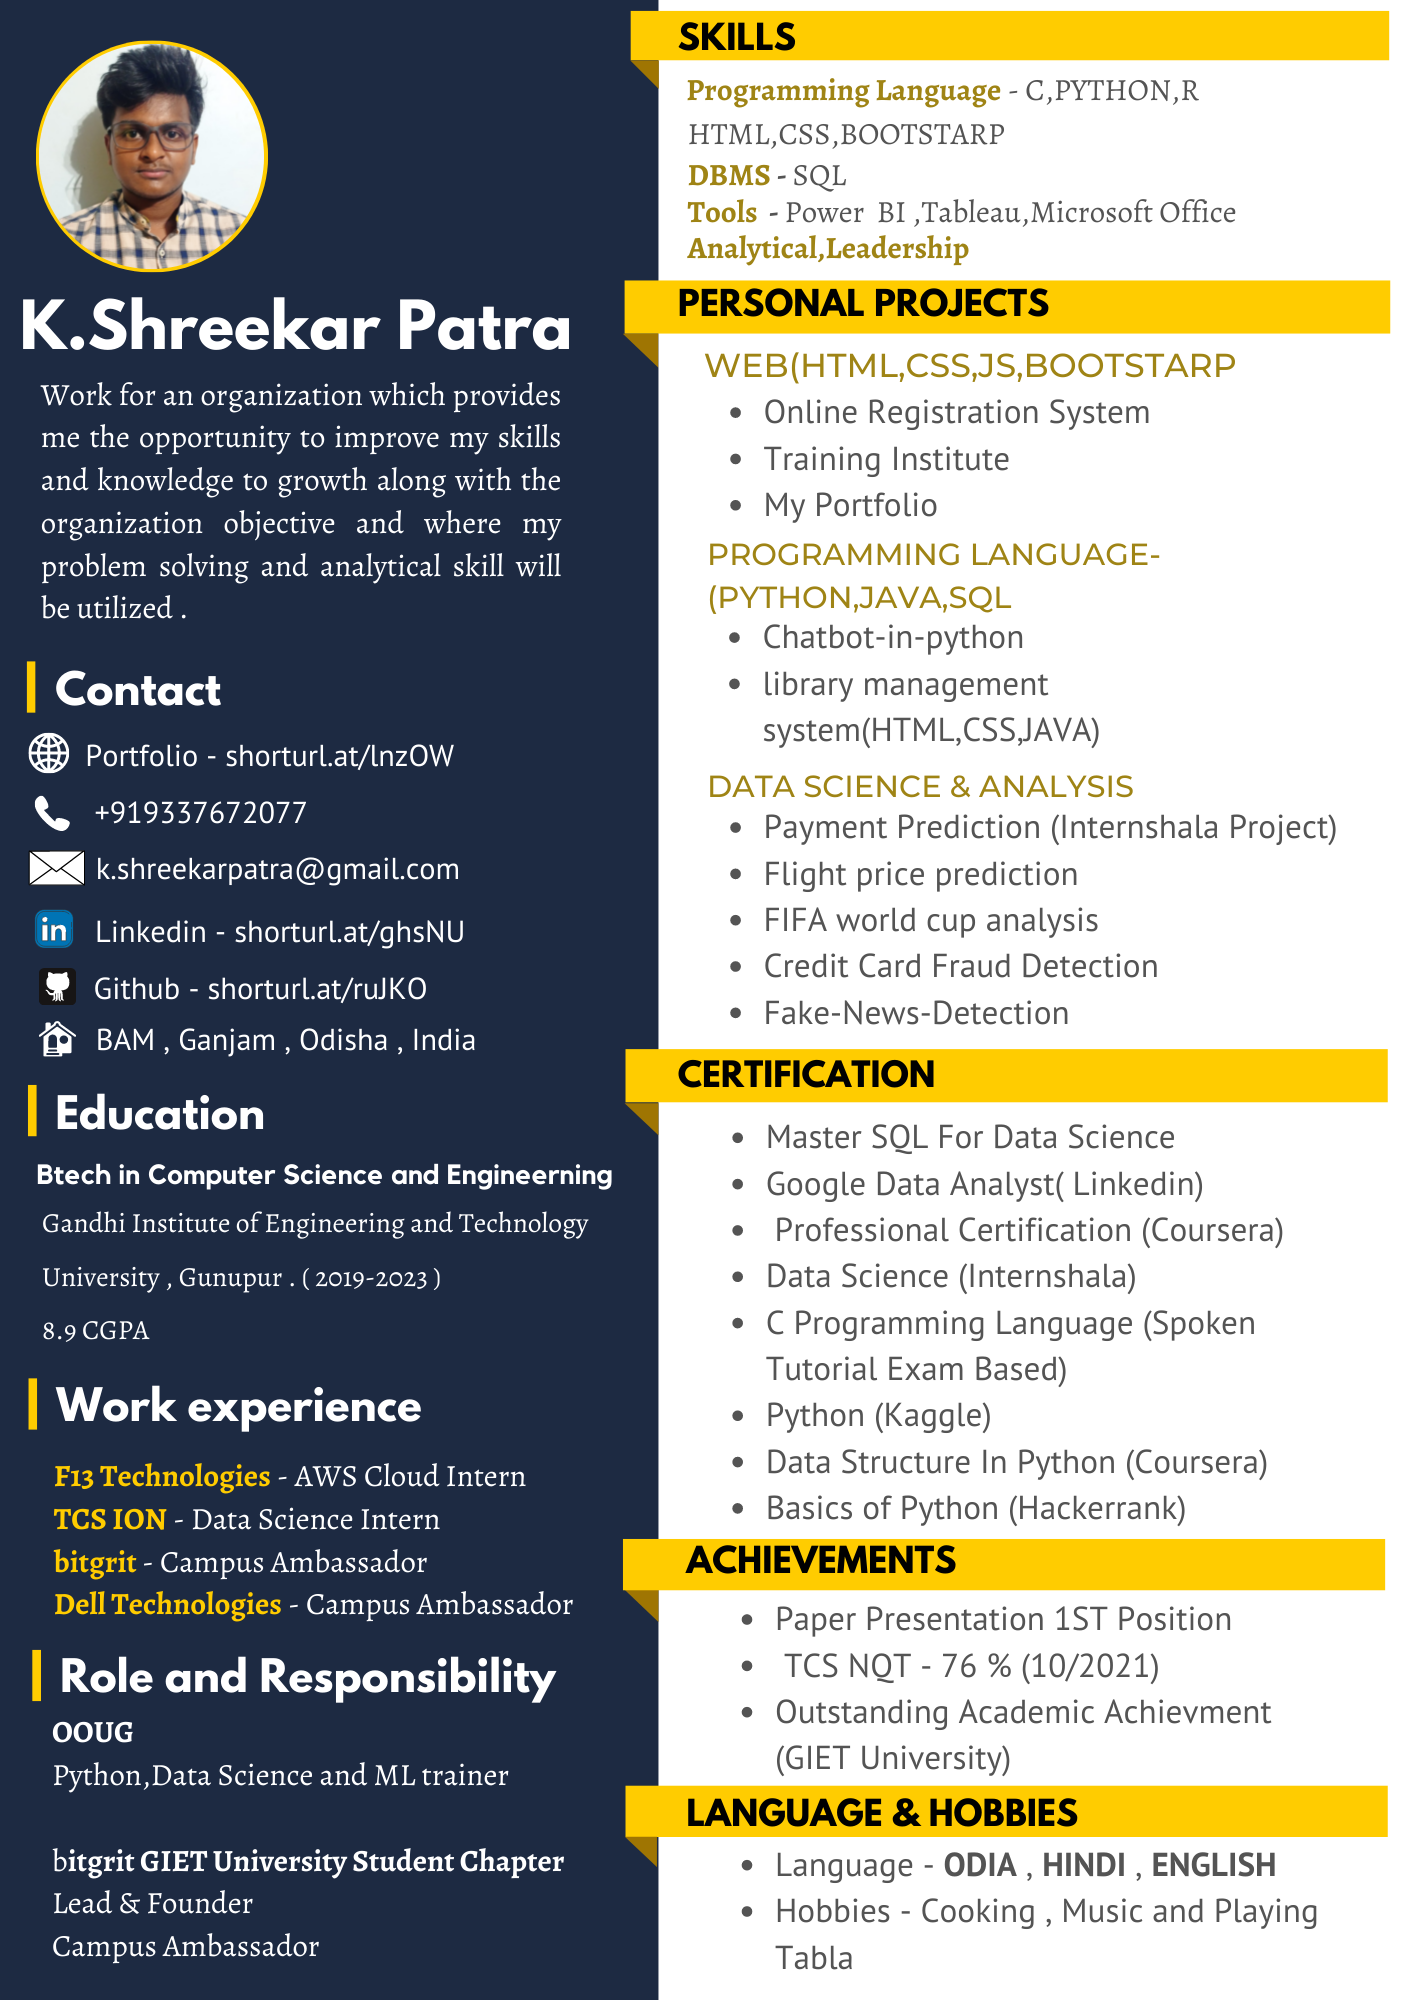 K.Shreekar Patra
Work for an organization which provides
me the opportunity to improve my skills
and knowledge to growth along with the
organization objective and where my
problem solving and analytical skill will
be utilized .
Contact
Portfolio - shorturl.at/lnzOW
+919337672077
k.shreekarpatra@gmail.com
in
Linkedin - shorturl.at/ghsNU
Github - shorturl.at/ruJKO
BAM , Ganjam , Odisha , India
Education
Btech in Computer Science and Engineerning
Gandhi Institute of Engineering and Technology
University , Gunupur . ( 2019-2023 )
8.9 CGPA
Work experience
F13 Technologies - AWS Cloud Intern
TCS ION - Data Science Intern
bitgrit - Campus Ambassador
Dell Technologies - Campus Ambassador
Role and Responsibility
OOUG
Python,Data Science and ML trainer
bitgrit GIET University Student Chapter
Lead & Founder
Campus Ambassador
SKILLS
Programming Language - C,PYTHON,R
HTML,CSS,BOOTSTARP
DBMS - SQL
Tools - Power BI ,Tableau,Microsoft Office
Analytical,Leadership
PERSONAL PROJECTS
WEB(HTML,CSS,JS,BOOTSTARP
• Online Registration System
• Training Institute
• My Portfolio
PROGRAMMING LANGUAGE-
(PYTHON,JAVA,SQL
• Chatbot-in-python
• library management
system(HTML,CSS,JAVA)
DATA SCIENCE & ANALYSIS
• Payment Prediction (Internshala Project)
• Flight price prediction
• FIFA world cup analysis
• Credit Card Fraud Detection
• Fake-News-Detection
CERTIFICATION
• Master SQL For Data Science
• Google Data Analyst( Linkedin)
• Professional Certification (Coursera)
• Data Science (Internshala)
• C Programming Language (Spoken
Tutorial Exam Based)
• Python (Kaggle)
• Data Structure In Python (Coursera)
• Basics of Python (Hackerrank)
ACHIEVEMENTS
• Paper Presentation 1ST Position
• TCS NQT - 76 % (10/2021)
• Outstanding Academic Achievment
(GIET University)
LANGUAGE & HOBBIES
• Language - ODIA , HINDI , ENGLISH
• Hobbies - Cooking , Music and Playing
Tabla